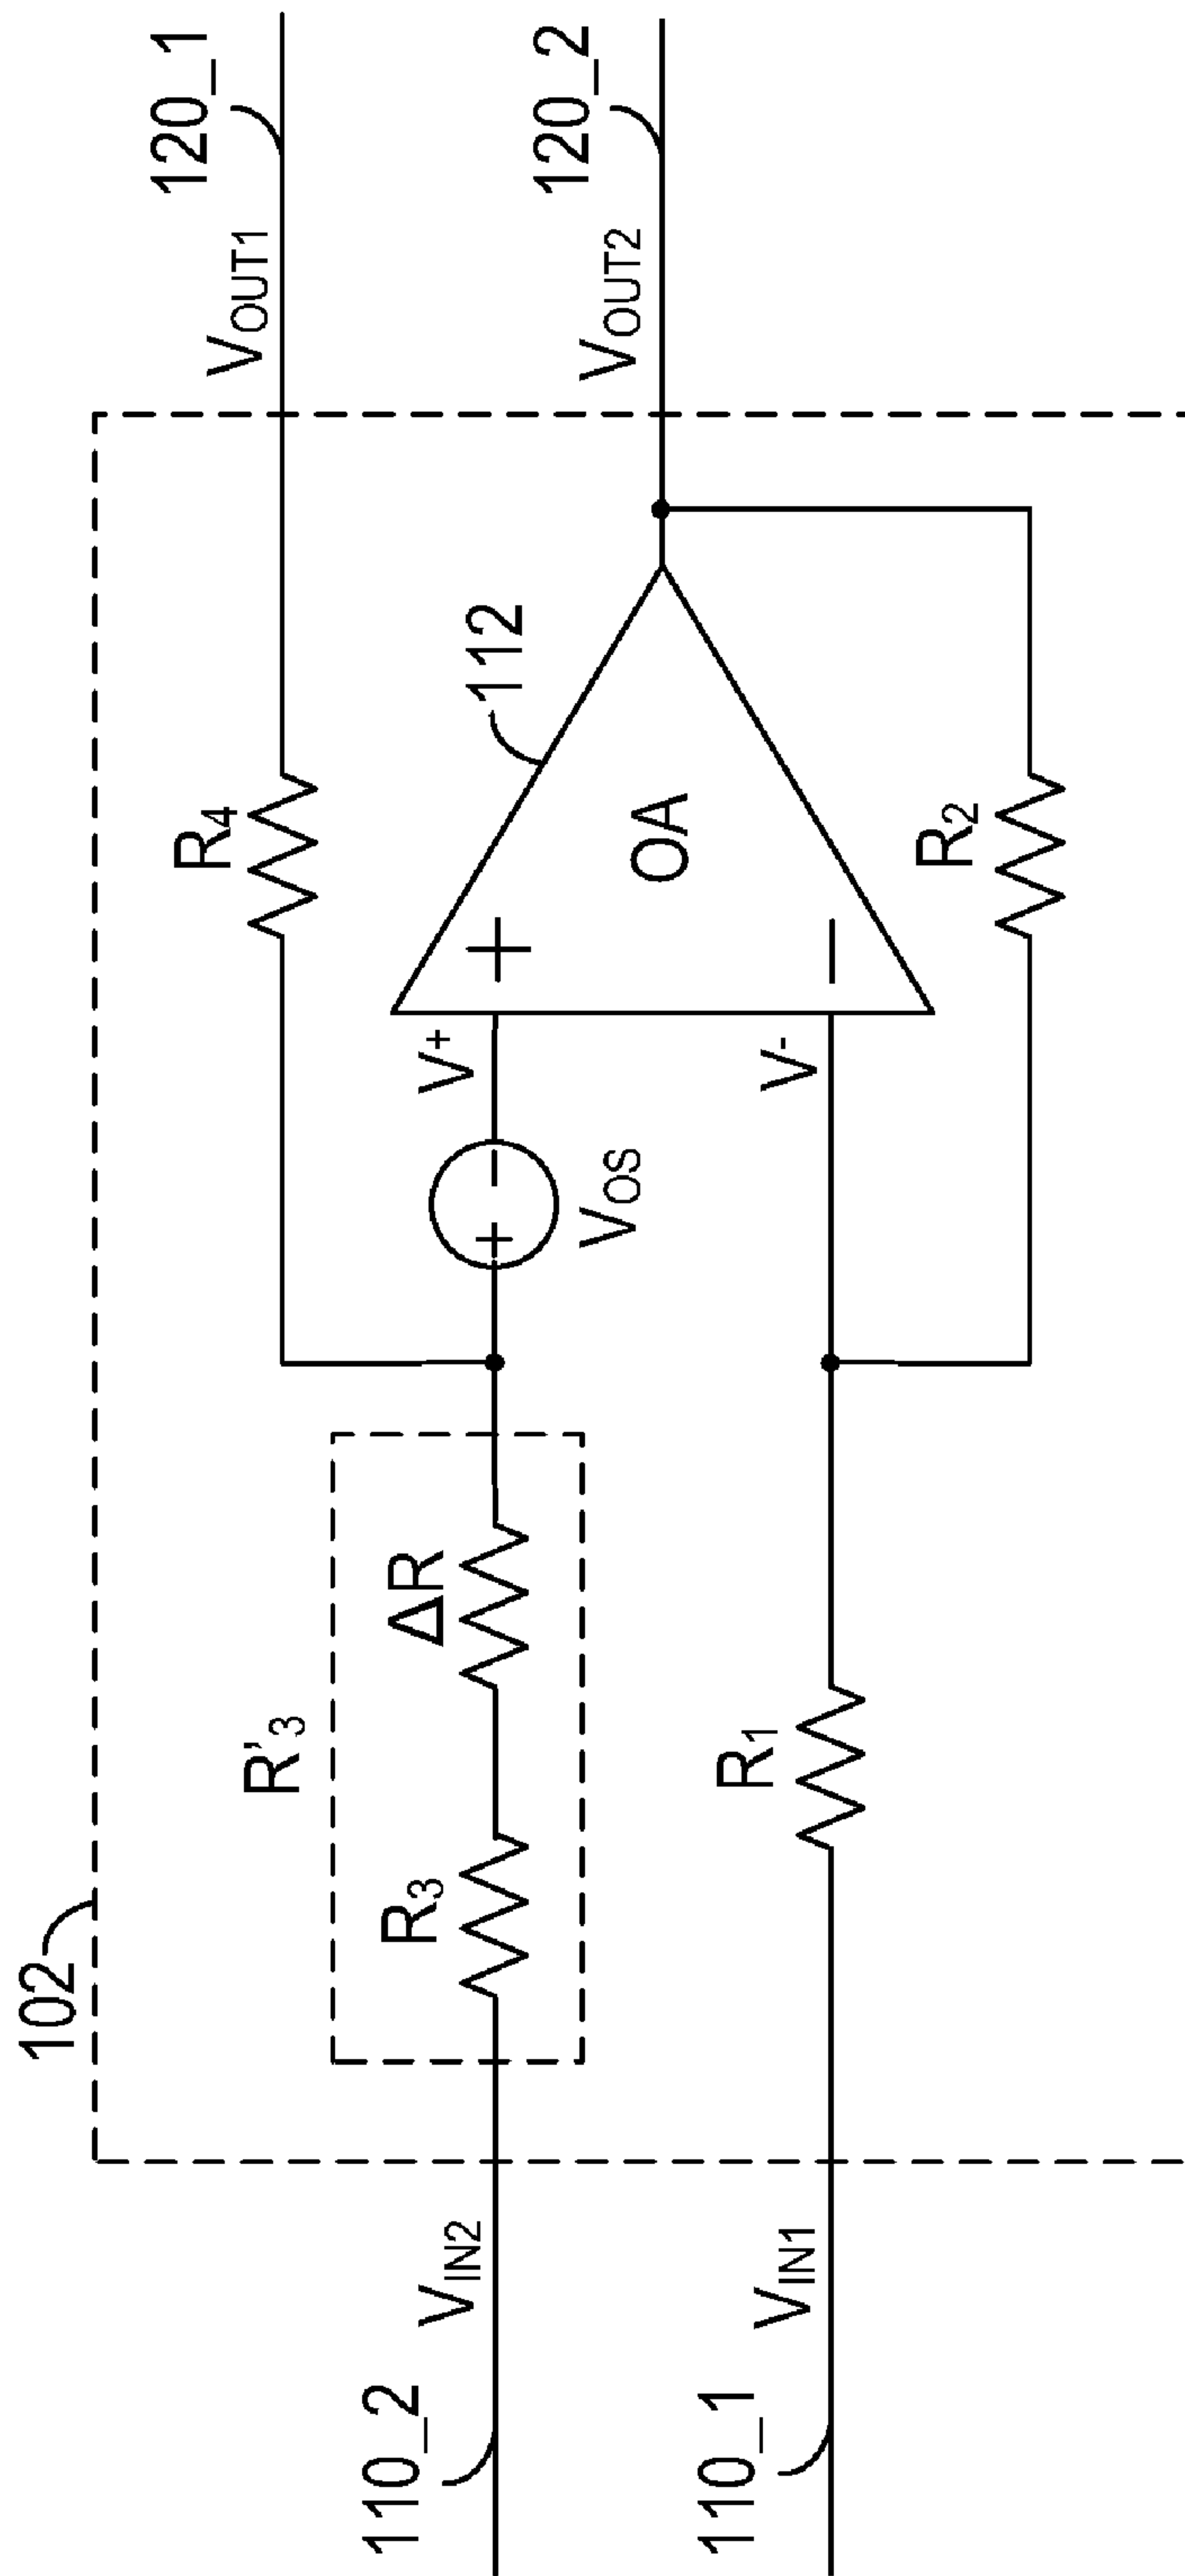 102
R'3
R4
VOUT1
120_1
110_2
VIN2
R3
ΔR
+ −
VOS
V+
+
112
OA
VOUT2
120_2
110_1
VIN1
R1
V-
−
R2